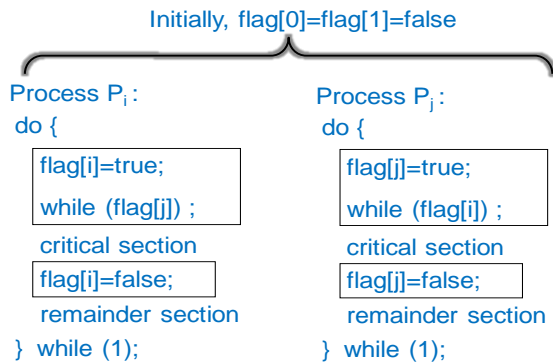 Initially, flag[0]=flag[1]=false
Process Pi :
do {
flag[i]=true;
while (flag[j]) ;
critical section
flag[i]=false;
remainder section
} while (1);
Process Pj :
do {
flag[j]=true;
while (flag[i]) ;
critical section
flag[j]=false;
remainder section
} while (1);